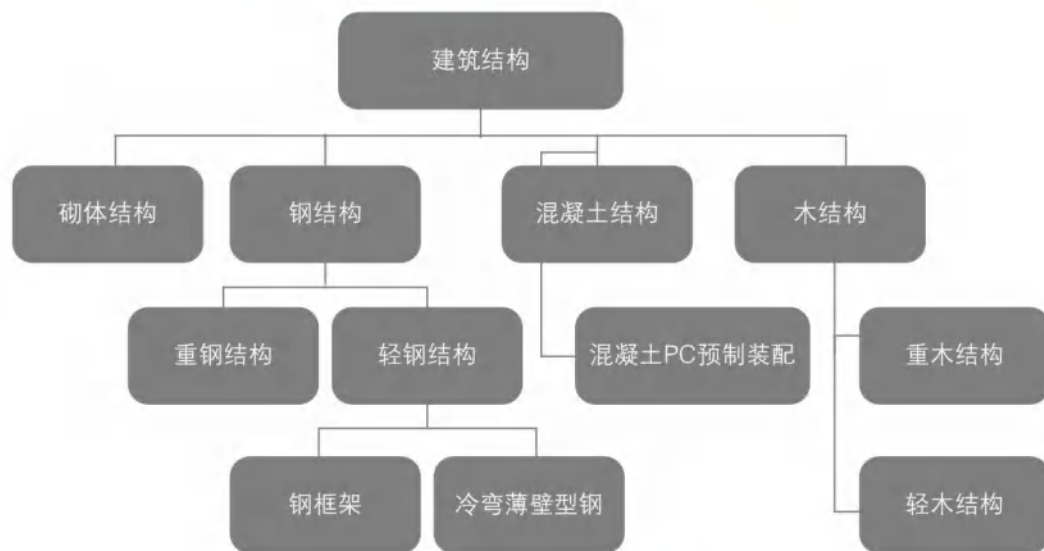 建筑结构
砌体结构
钢结构
混凝土结构
木结构
重钢结构
轻钢结构
混凝土PC预制装配
重木结构
钢框架
冷弯薄壁型钢
轻木结构